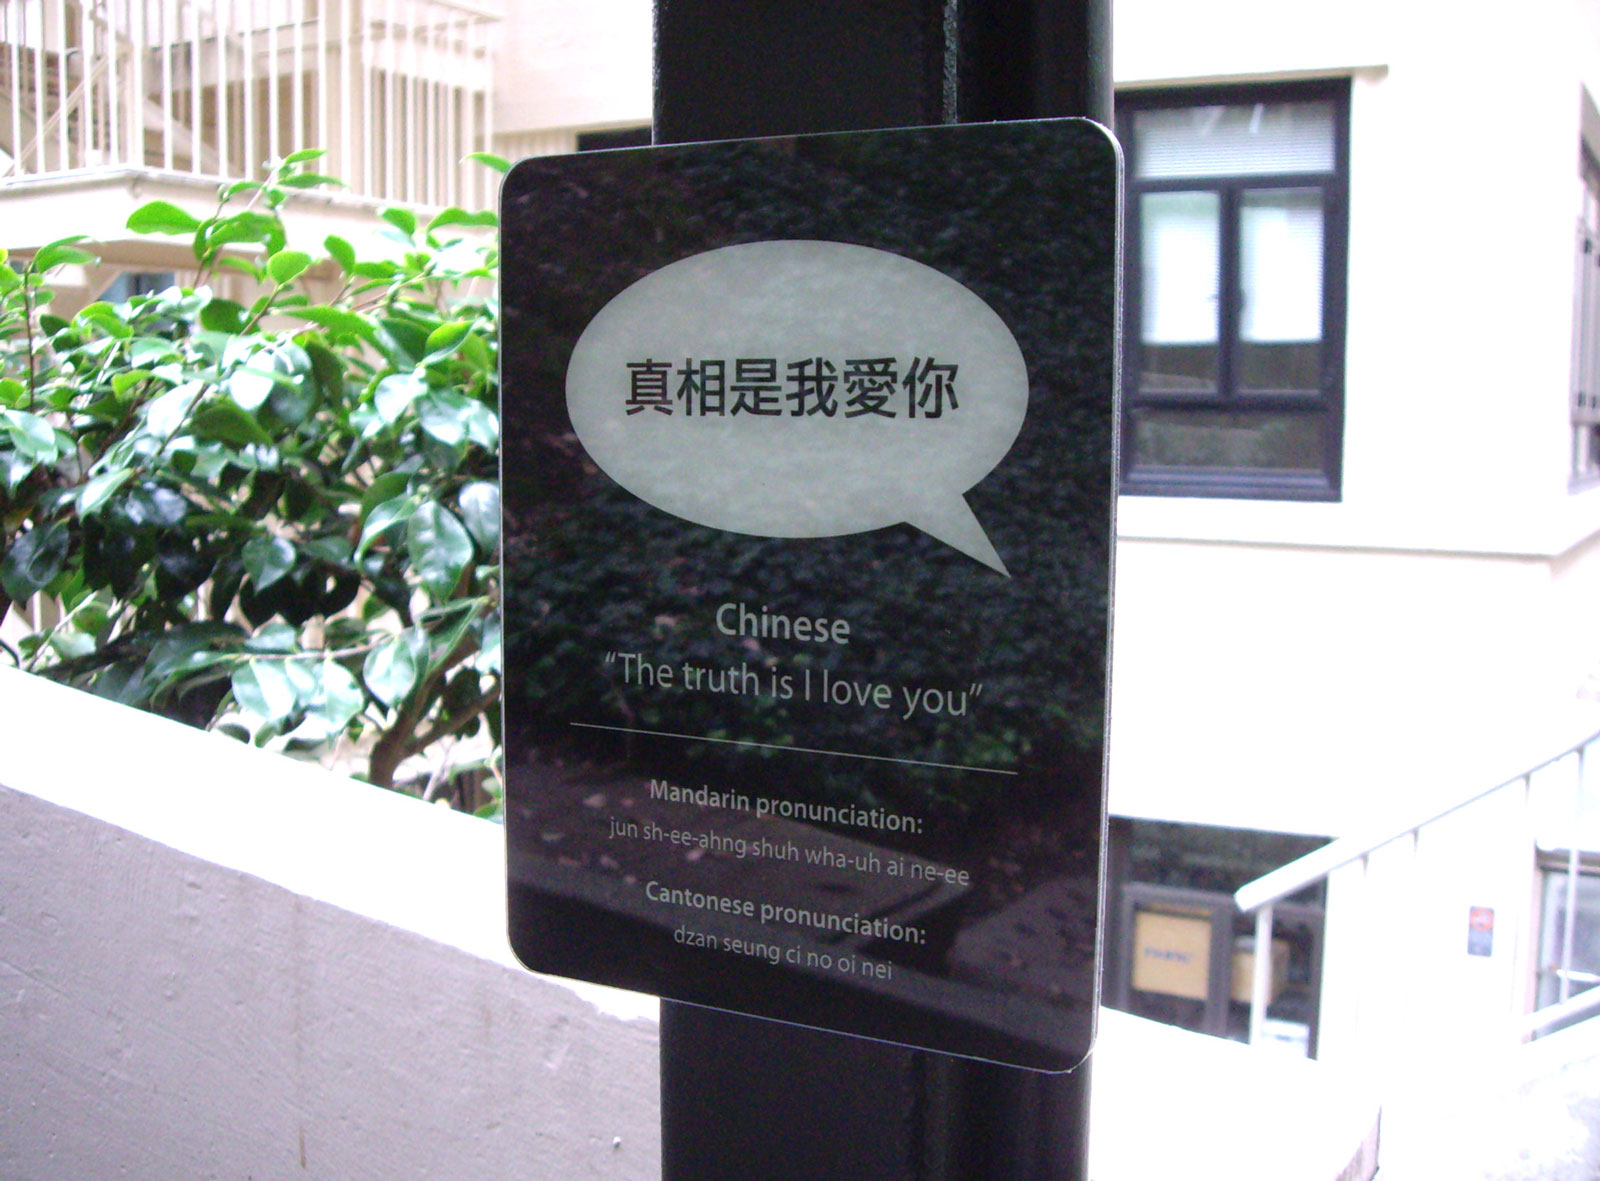 真相是我愛你
Chinese
“The truth is I love you”
Mandarin pronunciation:
jun sh-ee-ahng shuh wha-uh ai ne-ee
Cantonese pronunciation:
dzan seung ci no oi nei